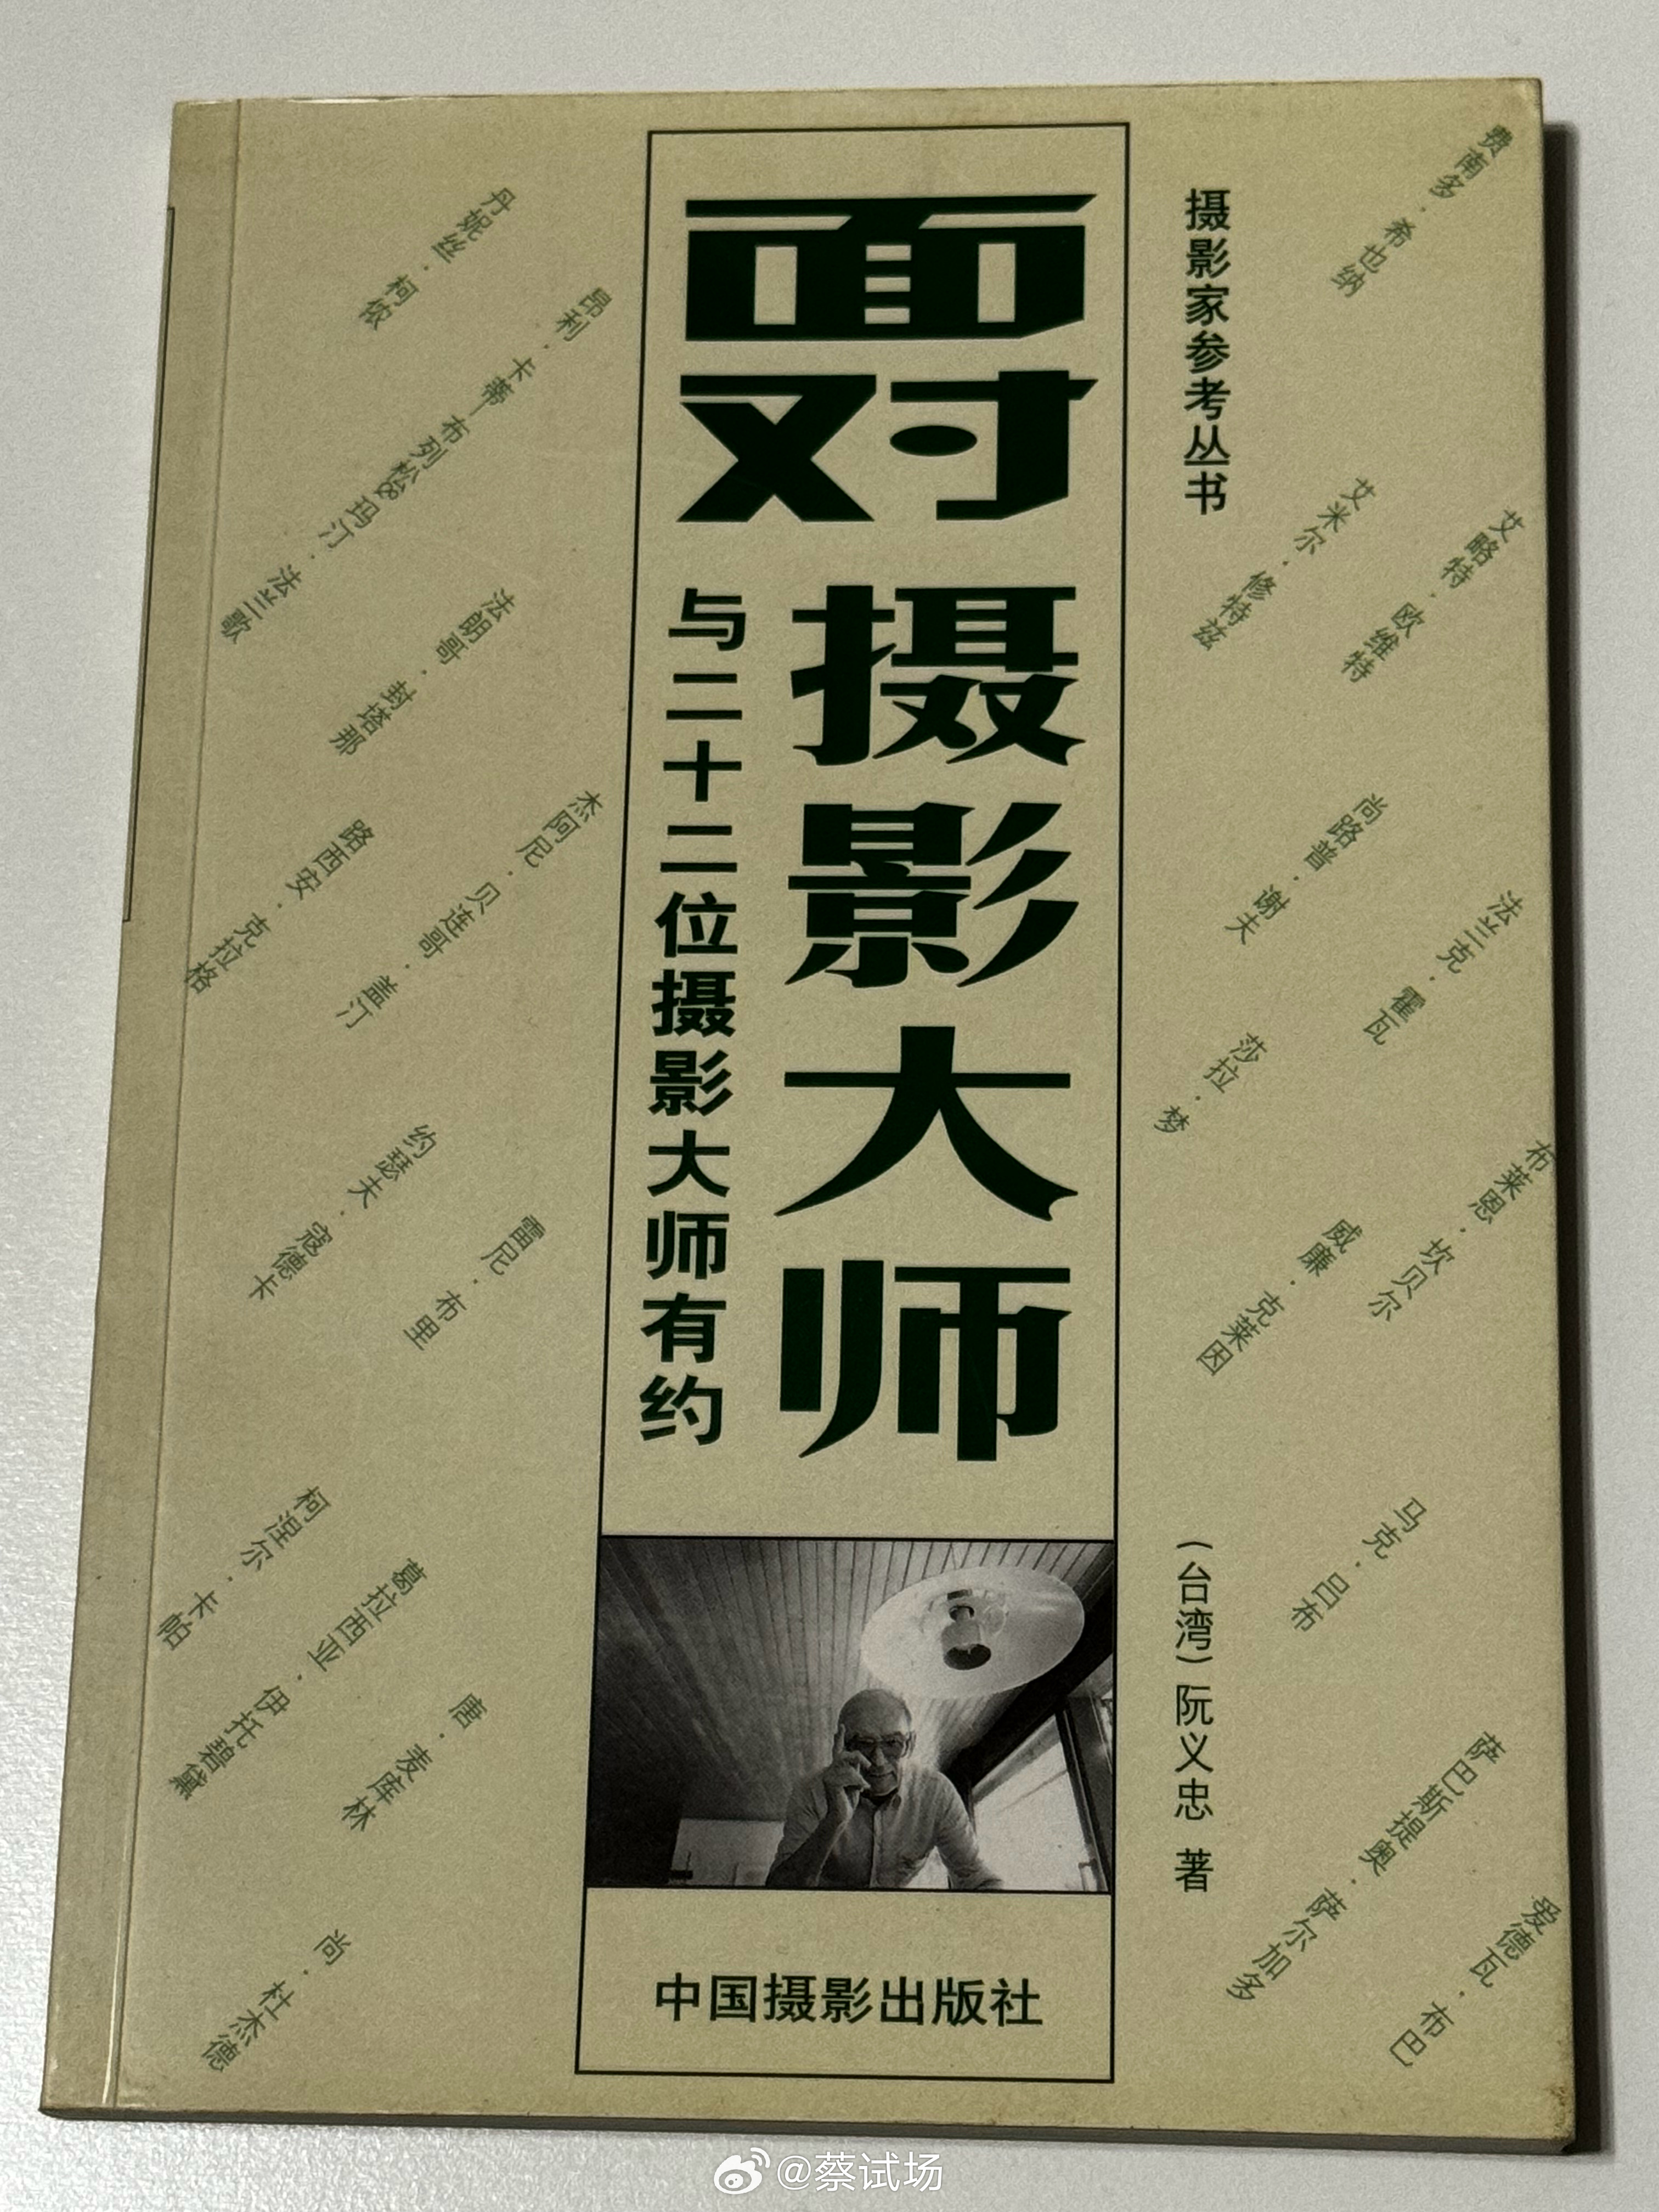 摄影家参考丛书
面对
摄影大师
与二十二位摄影大师有约
(台湾)阮义忠 著
中国摄影出版社
费南多·希也纳
艾略特·欧维特
艾米尔·修特兹
尚路普·谢夫
法兰克·霍瓦
莎拉·梦
布莱恩·坎贝尔
威廉·克莱因
马克·吕布
萨巴斯提奥·萨尔加多
爱德瓦·布巴
丹妮丝·柯侬
昂利·卡蒂—布列松&玛汀·法兰歌
法朗哥·封塔那
杰阿尼·贝连哥·盖汀
路西安·克拉格
约瑟夫·寇德卡
雷尼·布里
柯涅尔·卡帕
葛拉西亚·伊托碧黛
唐·麦库林
尚·杜杰德
@蔡试场